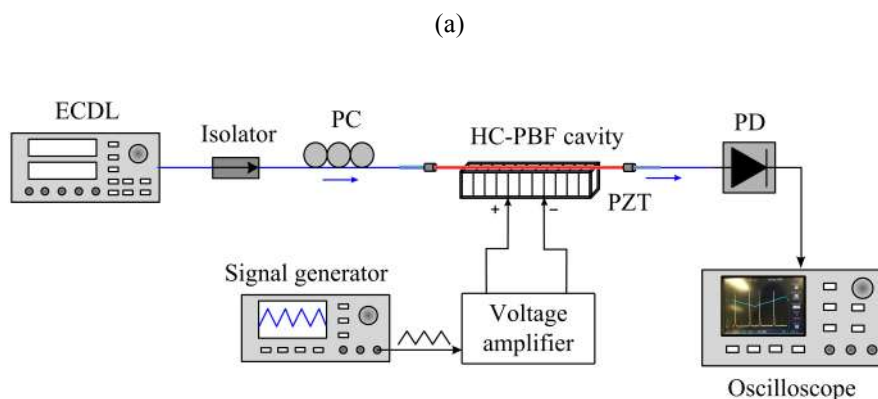 (a)
ECDL
Isolator
PC
HC-PBF cavity
PD
PZT
+
−
Signal generator
Voltage
amplifier
Oscilloscope